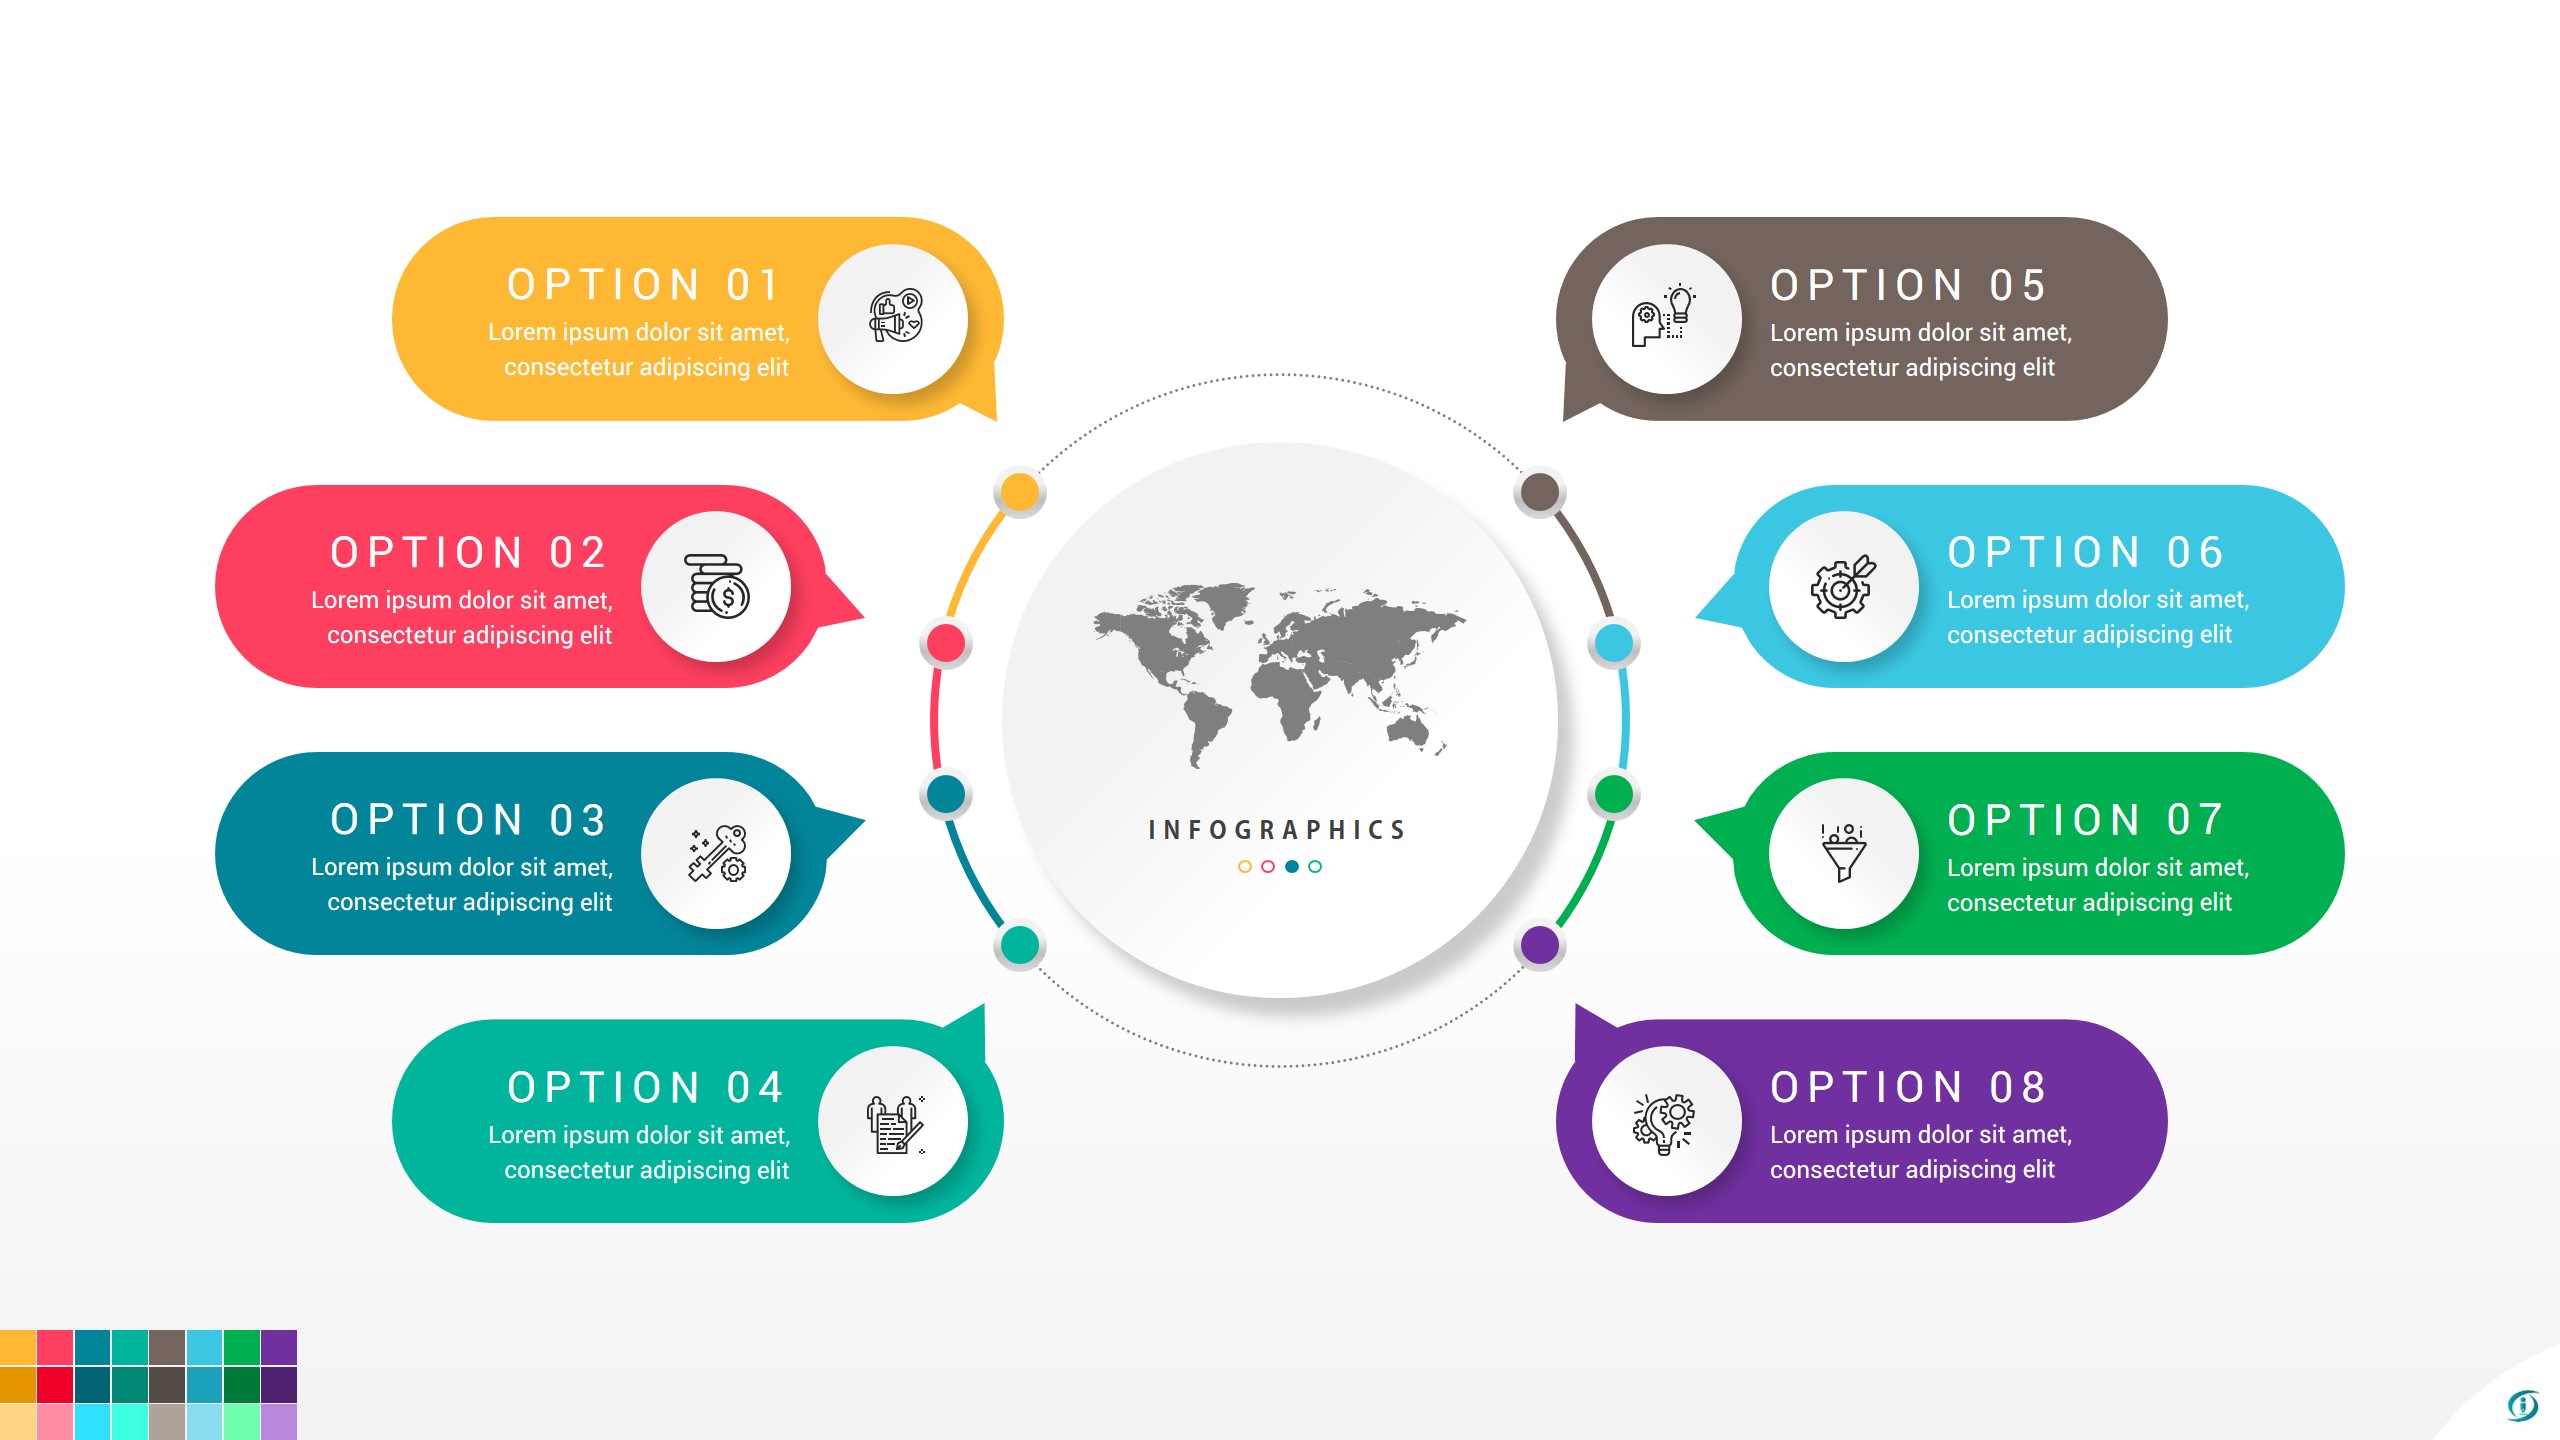 OPTION 01
Lorem ipsum dolor sit amet,
consectetur adipiscing elit
OPTION 02
Lorem ipsum dolor sit amet,
consectetur adipiscing elit
OPTION 03
Lorem ipsum dolor sit amet,
consectetur adipiscing elit
OPTION 04
Lorem ipsum dolor sit amet,
consectetur adipiscing elit
INFOGRAPHICS
OPTION 05
Lorem ipsum dolor sit amet,
consectetur adipiscing elit
OPTION 06
Lorem ipsum dolor sit amet,
consectetur adipiscing elit
OPTION 07
Lorem ipsum dolor sit amet,
consectetur adipiscing elit
OPTION 08
Lorem ipsum dolor sit amet,
consectetur adipiscing elit